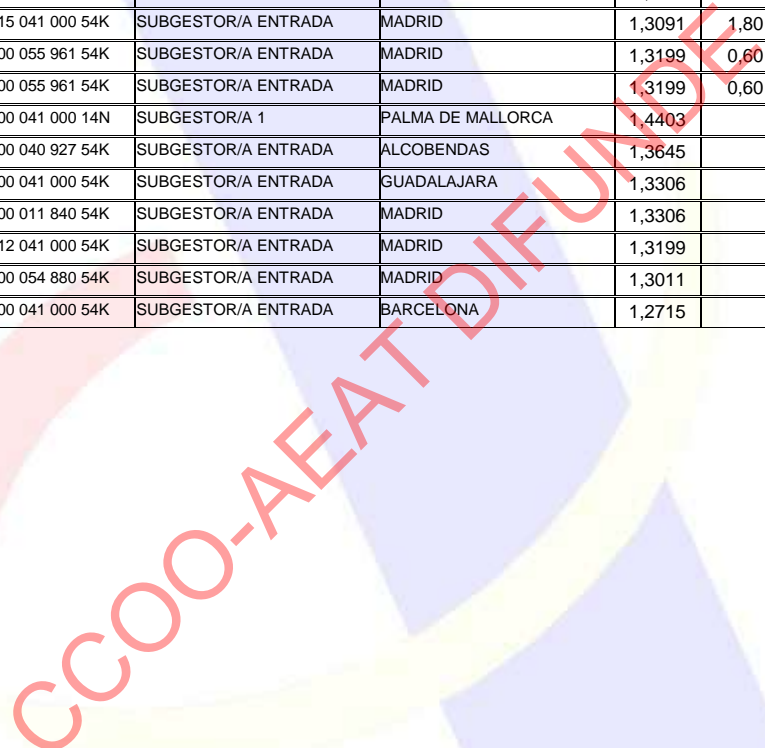 15 041 000 54K SUBGESTOR/A ENTRADA MADRID 1,3091 1,80
00 055 961 54K SUBGESTOR/A ENTRADA MADRID 1,3199 0,60
00 055 961 54K SUBGESTOR/A ENTRADA MADRID 1,3199 0,60
00 041 000 14N SUBGESTOR/A 1 PALMA DE MALLORCA 1,4403
00 040 927 54K SUBGESTOR/A ENTRADA ALCOBENDAS 1,3645
00 041 000 54K SUBGESTOR/A ENTRADA GUADALAJARA 1,3306
00 011 840 54K SUBGESTOR/A ENTRADA MADRID 1,3306
12 041 000 54K SUBGESTOR/A ENTRADA MADRID 1,3199
00 054 880 54K SUBGESTOR/A ENTRADA MADRID 1,3011
00 041 000 54K SUBGESTOR/A ENTRADA BARCELONA 1,2715
CCOO-AEAT DIFUNDE